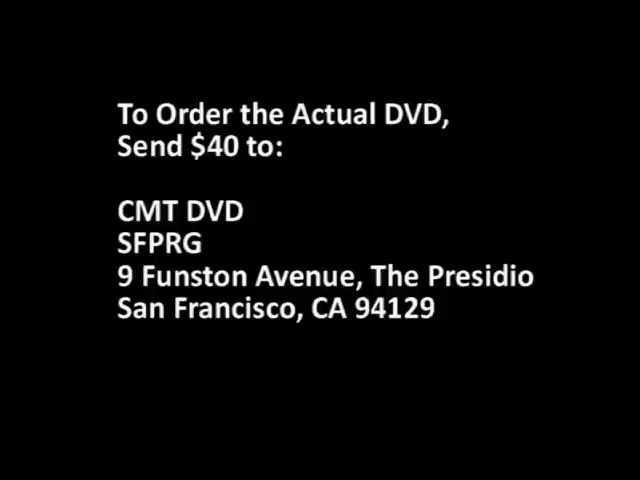 To Order the Actual DVD,
Send $40 to:
CMT DVD
SFPRG
9 Funston Avenue, The Presidio
San Francisco, CA 94129